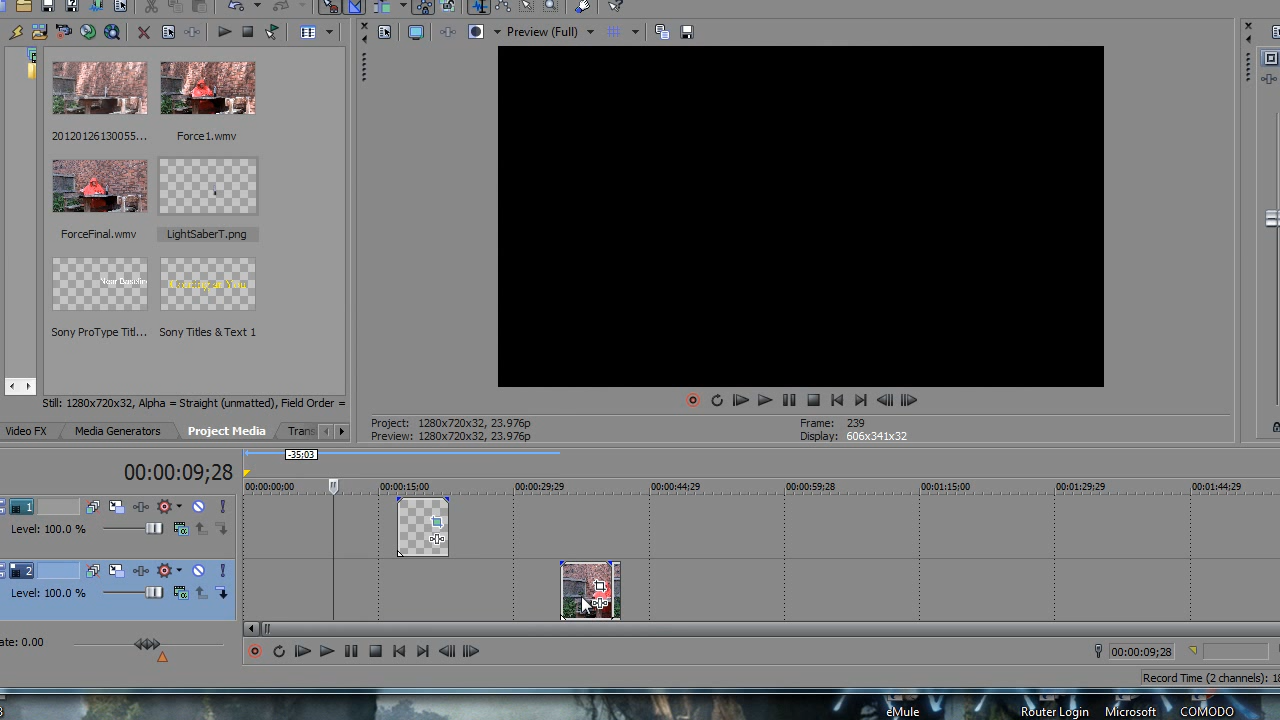 Preview (Full)
20120126130055...
Force1.wmv
ForceFinal.wmv
LightSaberT.png
Near Baselin
Sony ProType Titl...
Sony Titles & Text 1
Still: 1280x720x32, Alpha = Straight (unmatted), Field Order =
Video FX
Media Generators
Project Media
Trans
Project: 1280x720x32, 23.976p
Preview: 1280x720x32, 23.976p
Frame: 239
Display: 606x341x32
00:00:09;28
-35;03
00:00:00;00
00:00:15;00
00:00:29;29
00:00:44;29
00:00:59;28
00:01:15;00
00:01:29;29
00:01:44;29
1
Level: 100.0 %
2
Level: 100.0 %
ate: 0.00
00:00:09;28
Record Time (2 channels): 18
eMule
Router Login
Microsoft
COMODO